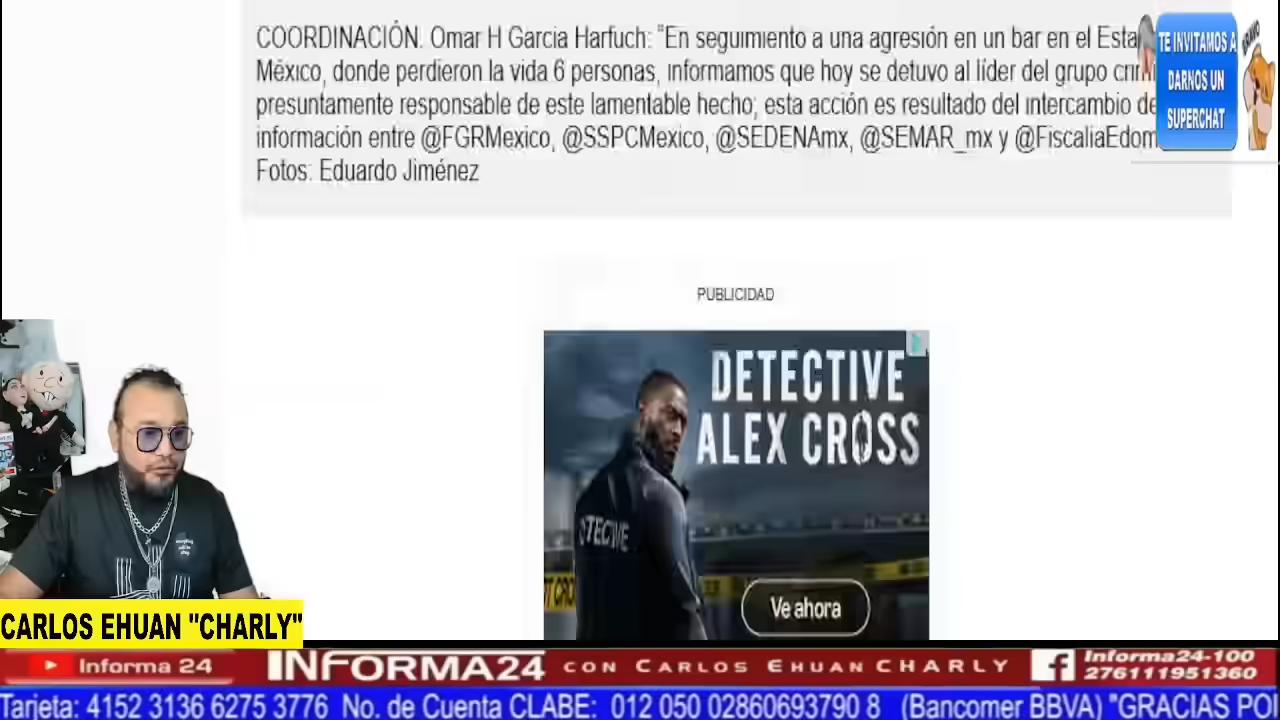 COORDINACIÓN. Omar H Garcia Harfuch: "En seguimiento a una agresión en un bar en el Esta
México, donde perdieron la vida 6 personas, informamos que hoy se detuvo al líder del grupo
presuntamente responsable de este lamentable hecho; esta acción es resultado del intercambio de
información entre @FGRMexico, @SSPCMexico, @SEDENAmx, @SEMAR_mx y @FiscaliaEdom
Fotos: Eduardo Jiménez
TE INVITAMOS A
DARNOS UN
SUPERCHAT
PUBLICIDAD
DETECTIVE
ALEX CROSS
DETECTIVE
Ve ahora
CARLOS EHUAN "CHARLY"
Informa 24
INFORMA24 CON CARLOS EHUAN CHARLY
Informa24-100
276111951360
Tarjeta: 4152 3136 6275 3776 No. de Cuenta CLABE: 012 050 02860693790 8 (Bancomer BBVA) "GRACIAS POI